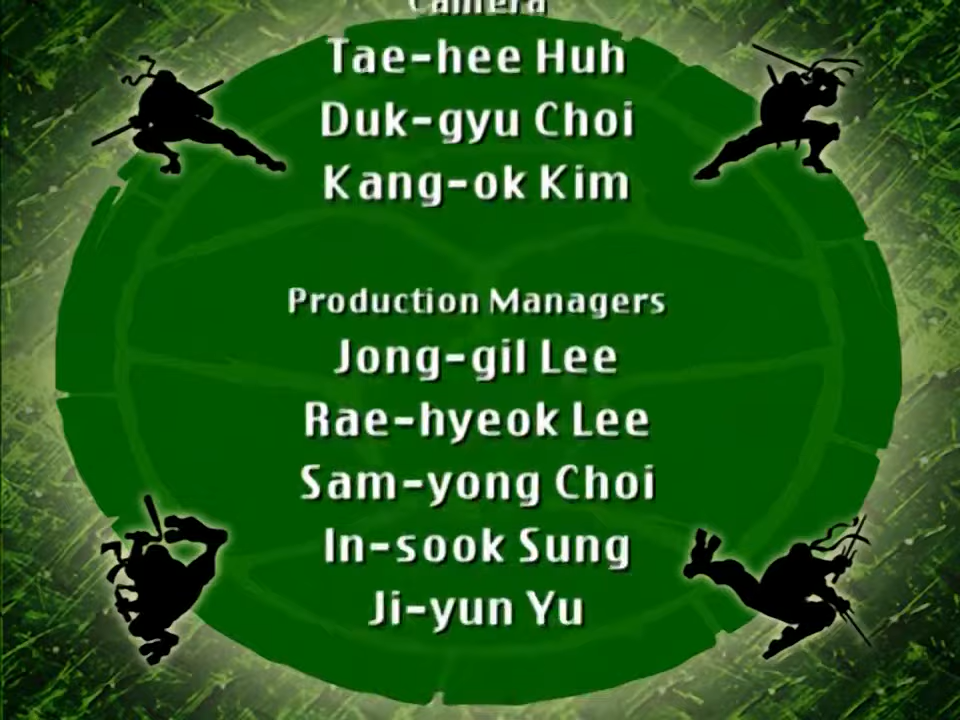 Camera
Tae-hee Huh
Duk-gyu Choi
Kang-ok Kim
Production Managers
Jong-gil Lee
Rae-hyeok Lee
Sam-yong Choi
In-sook Sung
Ji-yun Yu